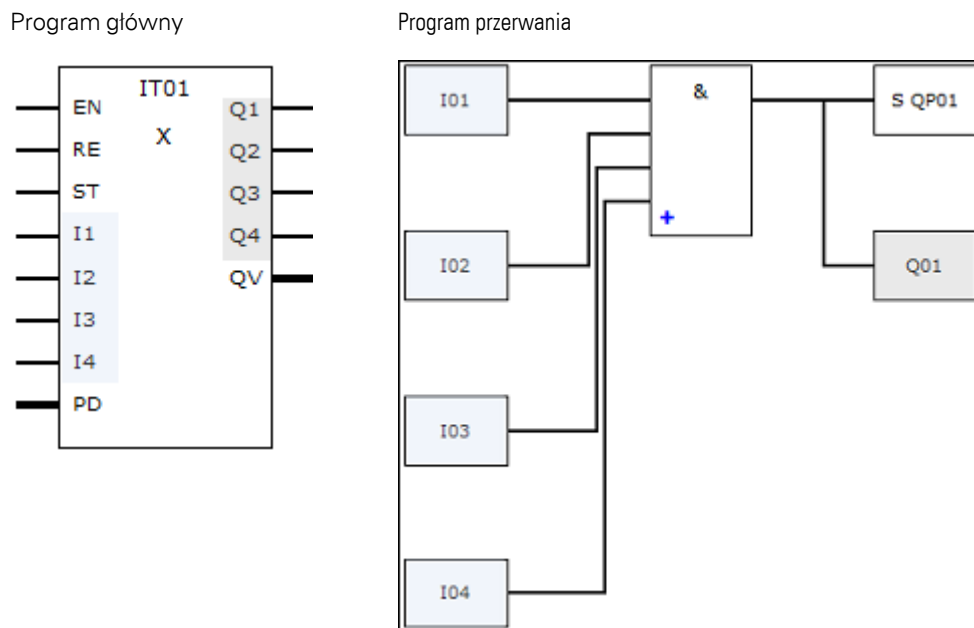 Program główny
Program przerwania
IT01
X
EN
RE
ST
I1
I2
I3
I4
PD
Q1
Q2
Q3
Q4
QV
I01
I02
I03
I04
&
+
S QP01
Q01